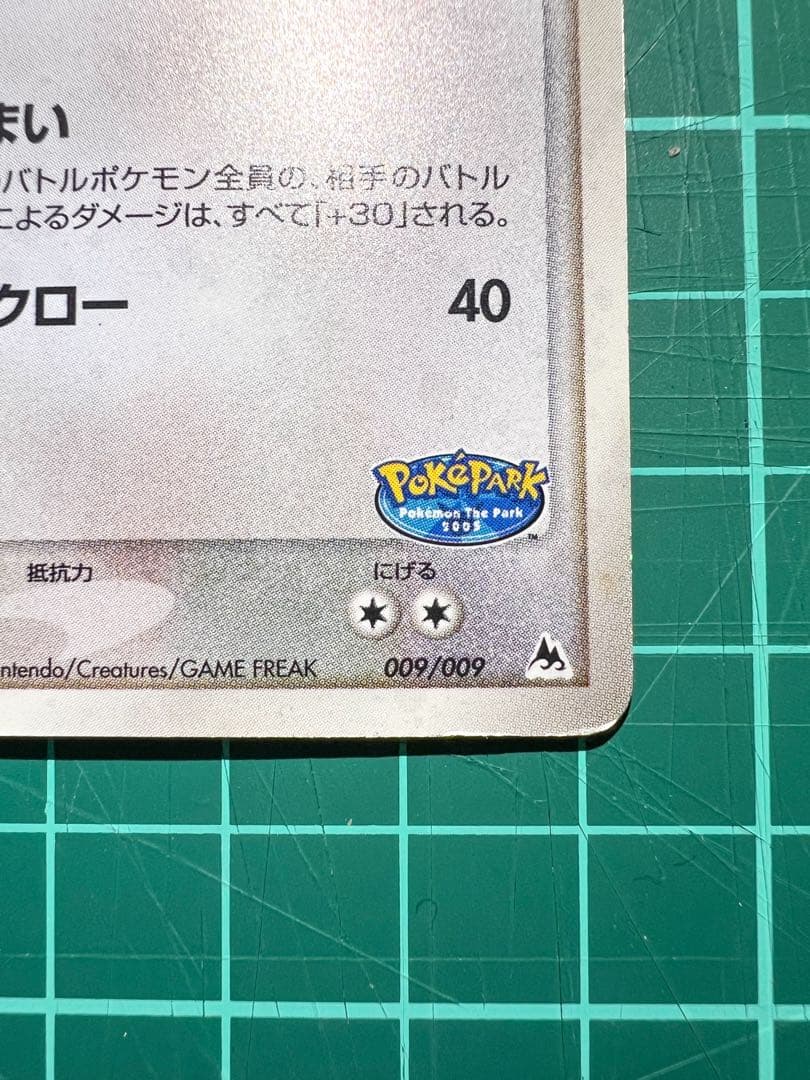 まい
バトルポケモン全員の、相手のバトル
によるダメージは、すべて「+30」される。
クロー 40
POKÉPARK
Pokémon The Park
2005
TM
抵抗力 にげる
ntendo/Creatures/GAME FREAK 009/009